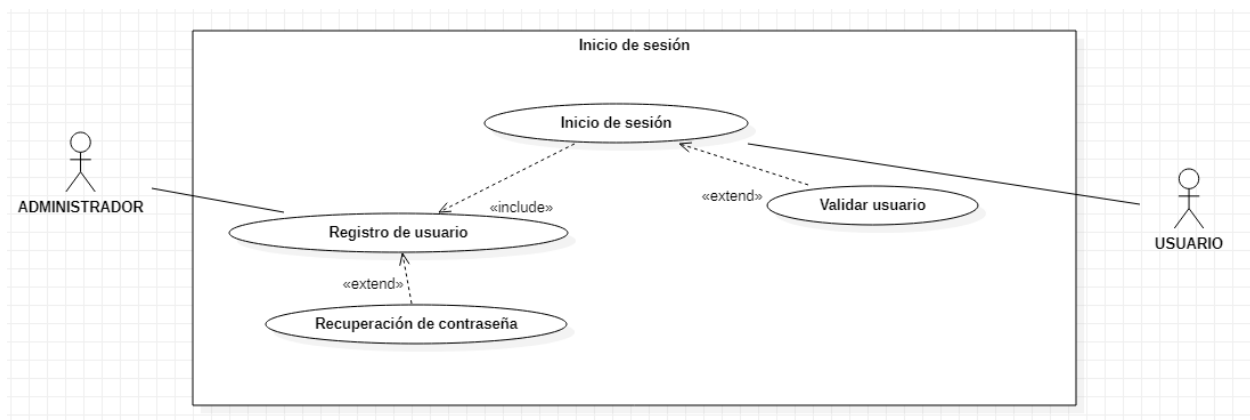 Inicio de sesión
Inicio de sesión
«extend»
Validar usuario
ADMINISTRADOR
«include»
Registro de usuario
USUARIO
«extend»
Recuperación de contraseña